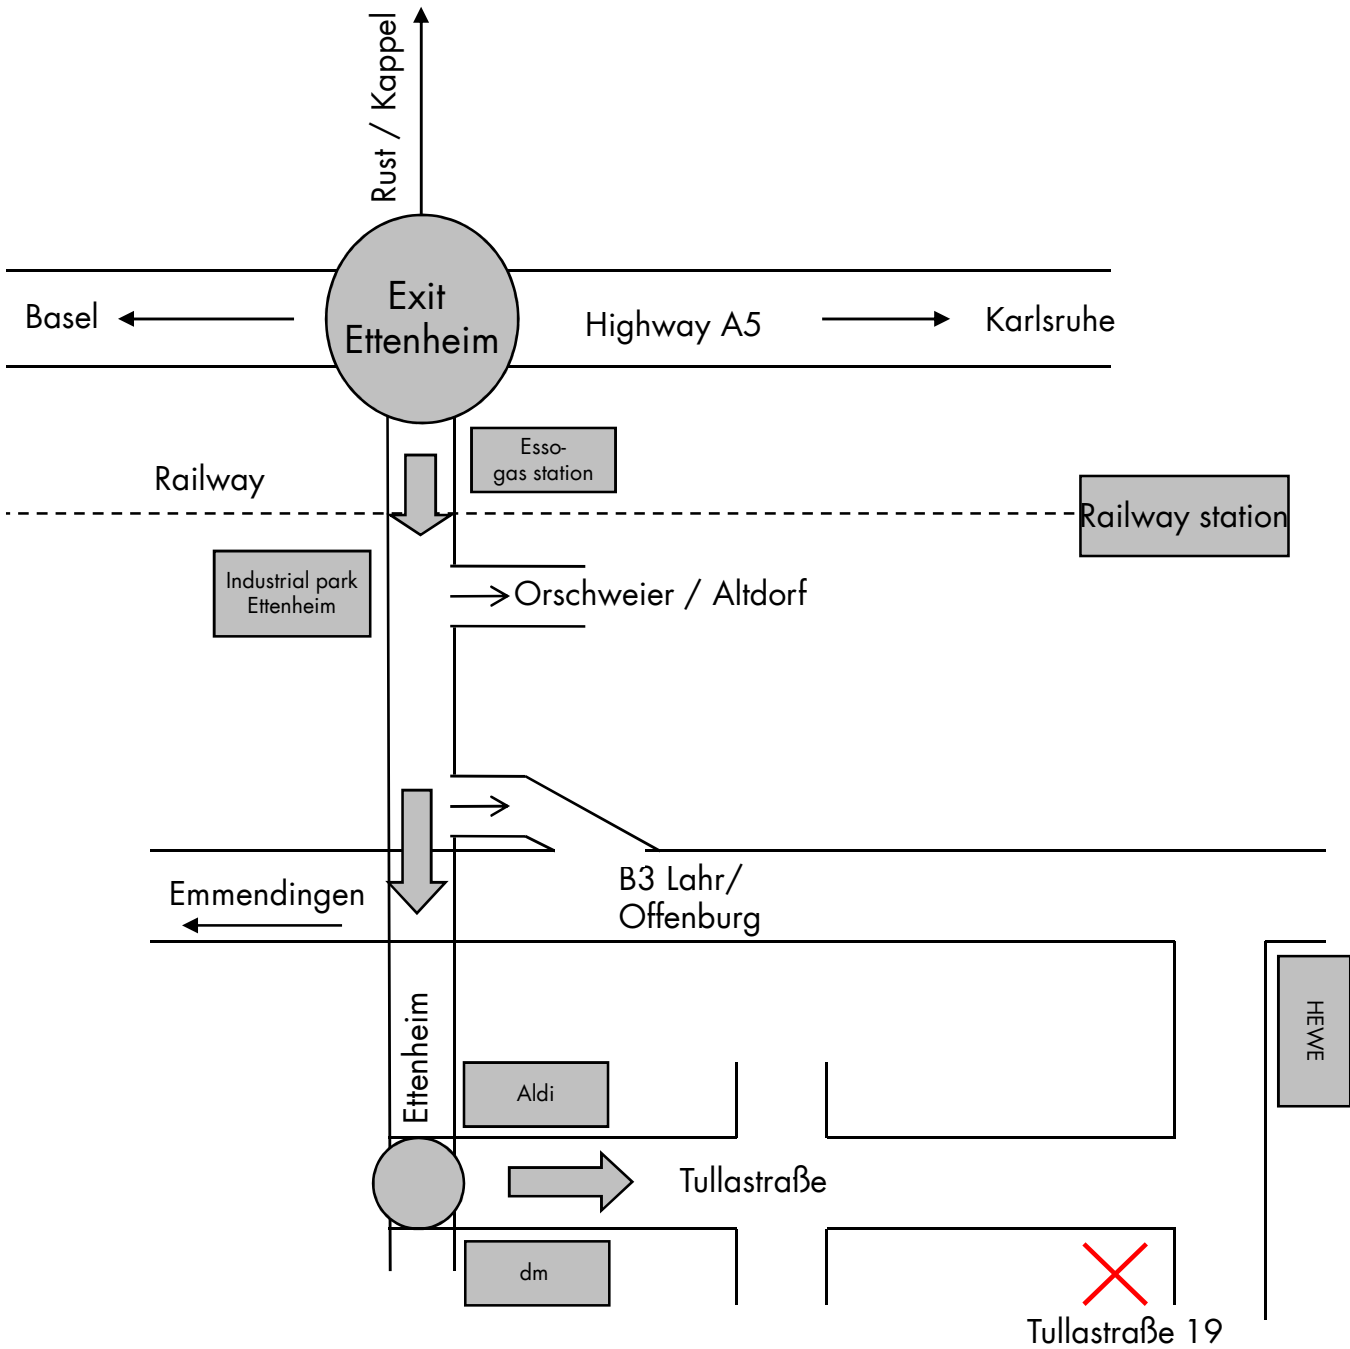 Rust / Kappel
Exit
Ettenheim
Basel
Highway A5
Karlsruhe
Esso-
gas station
Railway
Railway station
Industrial park
Ettenheim
Orschweier / Altdorf
B3 Lahr/
Offenburg
Emmendingen
Ettenheim
HEWE
Aldi
Tullastraße
dm
Tullastraße 19